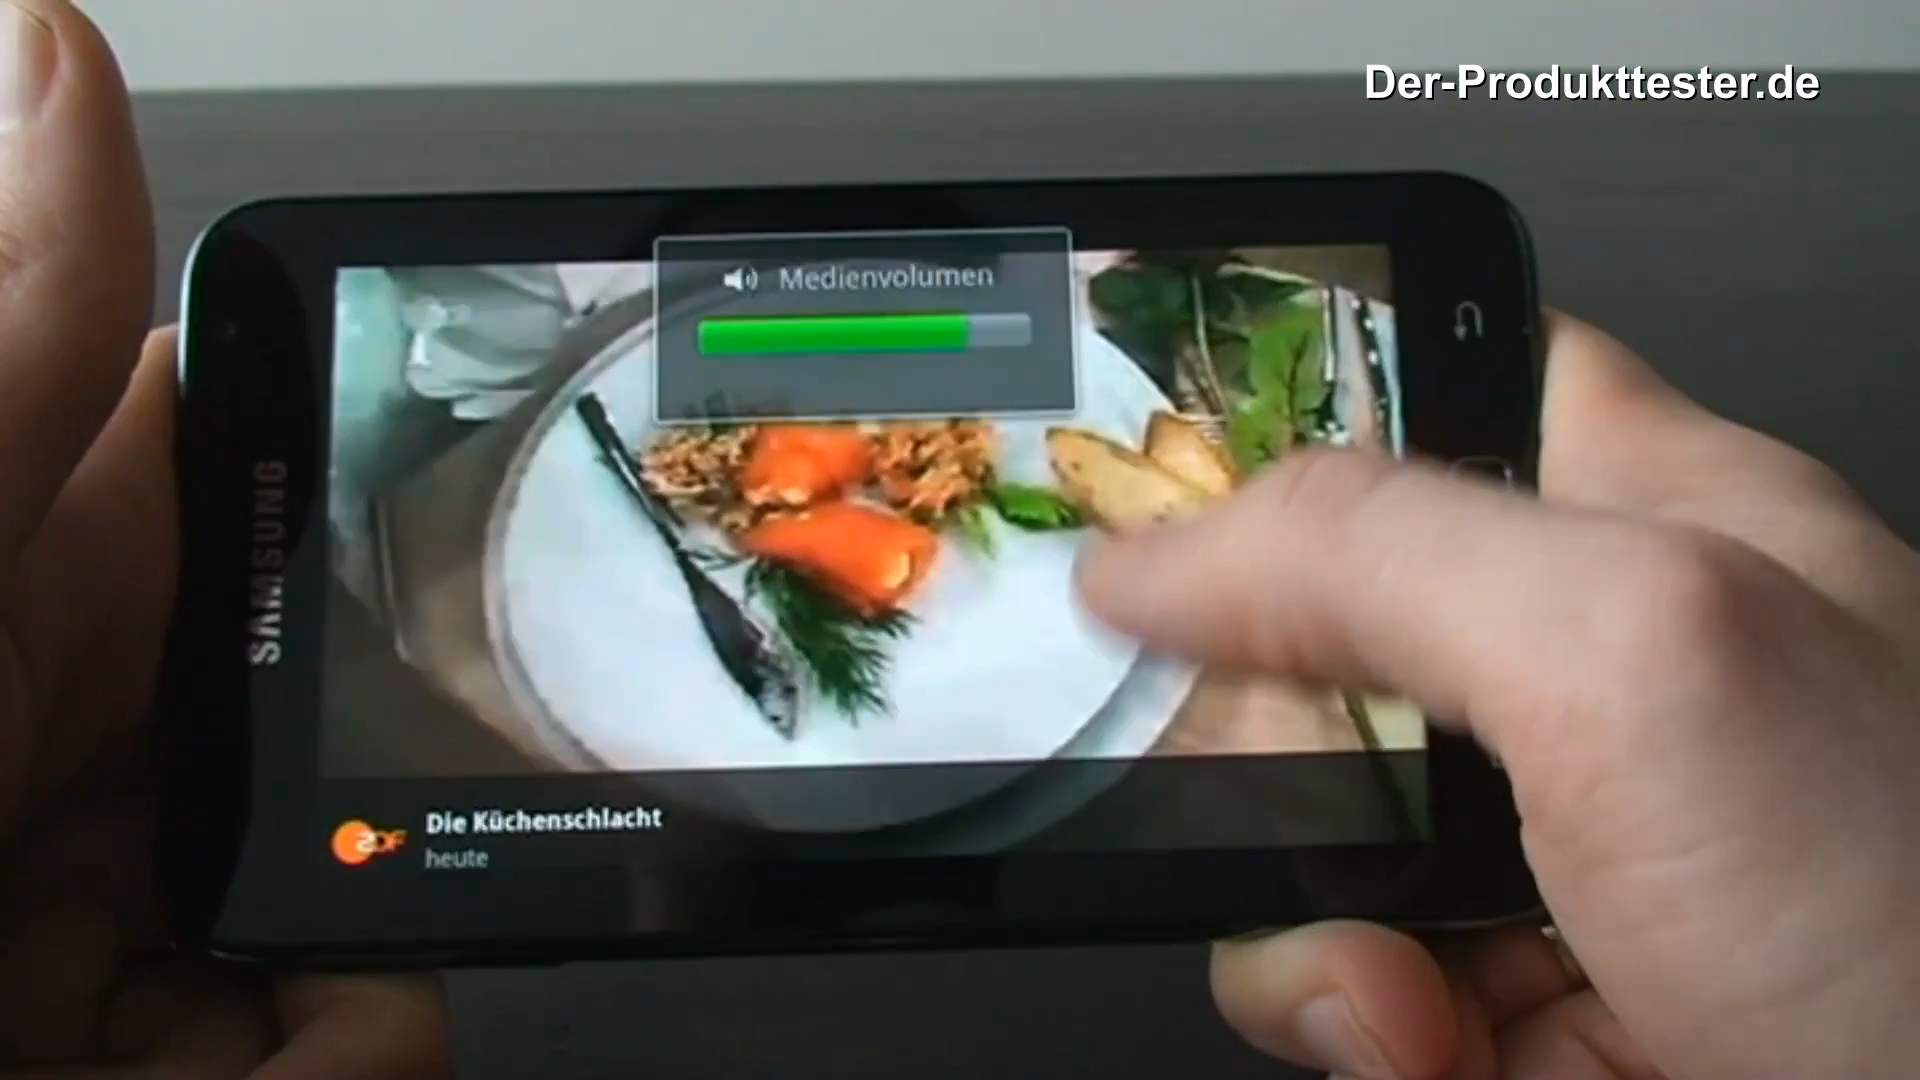 Der-Produkttester.de
Medienvolumen
SAMSUNG
ZDF
Die Küchenschlacht
heute